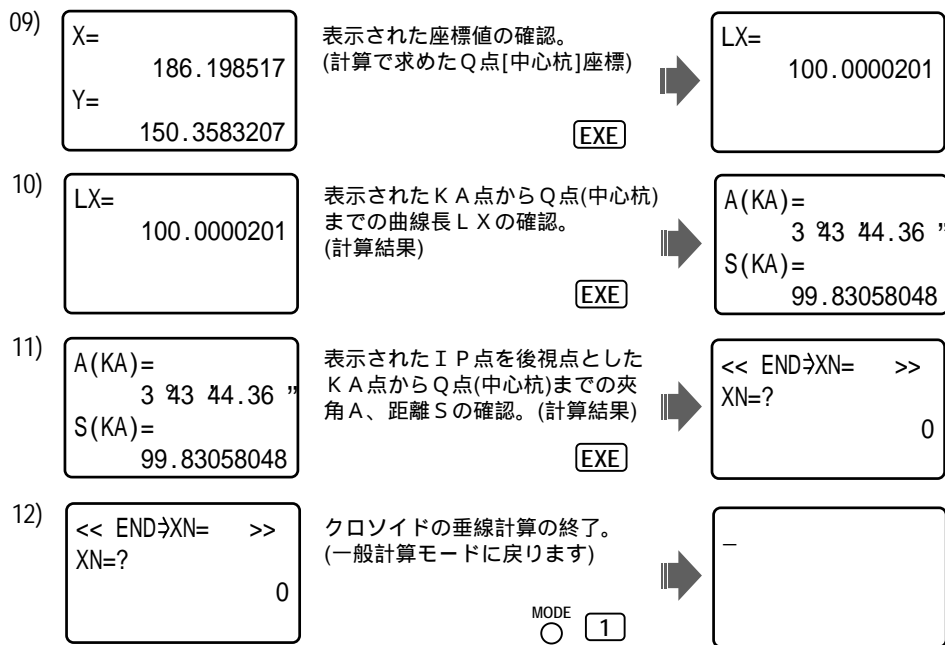 09)
X=
186.198517
Y=
150.3583207
表示された座標値の確認。
(計算で求めたQ点[中心杭]座標)
EXE
LX=
100.0000201
10)
LX=
100.0000201
表示されたＫＡ点からＱ点(中心杭)
までの曲線長ＬＸの確認。
(計算結果)
EXE
A(KA)=
3 °43 ’44.36 ”
S(KA)=
99.83058048
11)
A(KA)=
3 °43 ’44.36 ”
S(KA)=
99.83058048
表示されたＩＰ点を後視点とした
ＫＡ点からＱ点(中心杭)までの夾
角Ａ、距離Ｓの確認。(計算結果)
EXE
<< END⇒XN= >>
XN=?
0
12)
<< END⇒XN= >>
XN=?
0
クロソイドの垂線計算の終了。
(一般計算モードに戻ります)
MODE
1
_